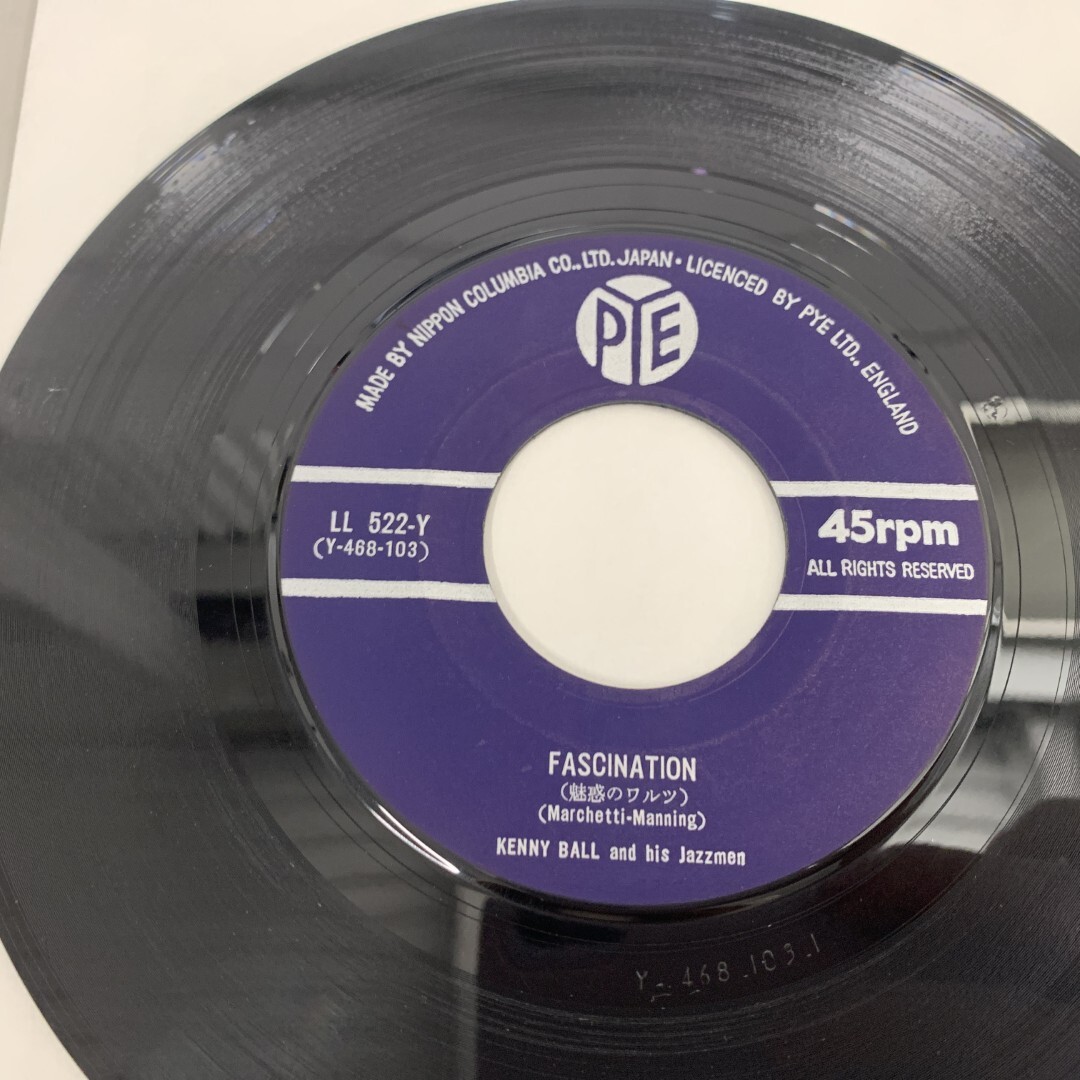 MADE BY NIPPON COLUMBIA CO., LTD. JAPAN · LICENCED BY PYE LTD., ENGLAND
PYE
LL 522-Y
(Y-468-103)
45rpm
ALL RIGHTS RESERVED
FASCINATION
(魅惑のワルツ)
(Marchetti-Manning)
KENNY BALL and his Jazzmen
Y-468.103.1